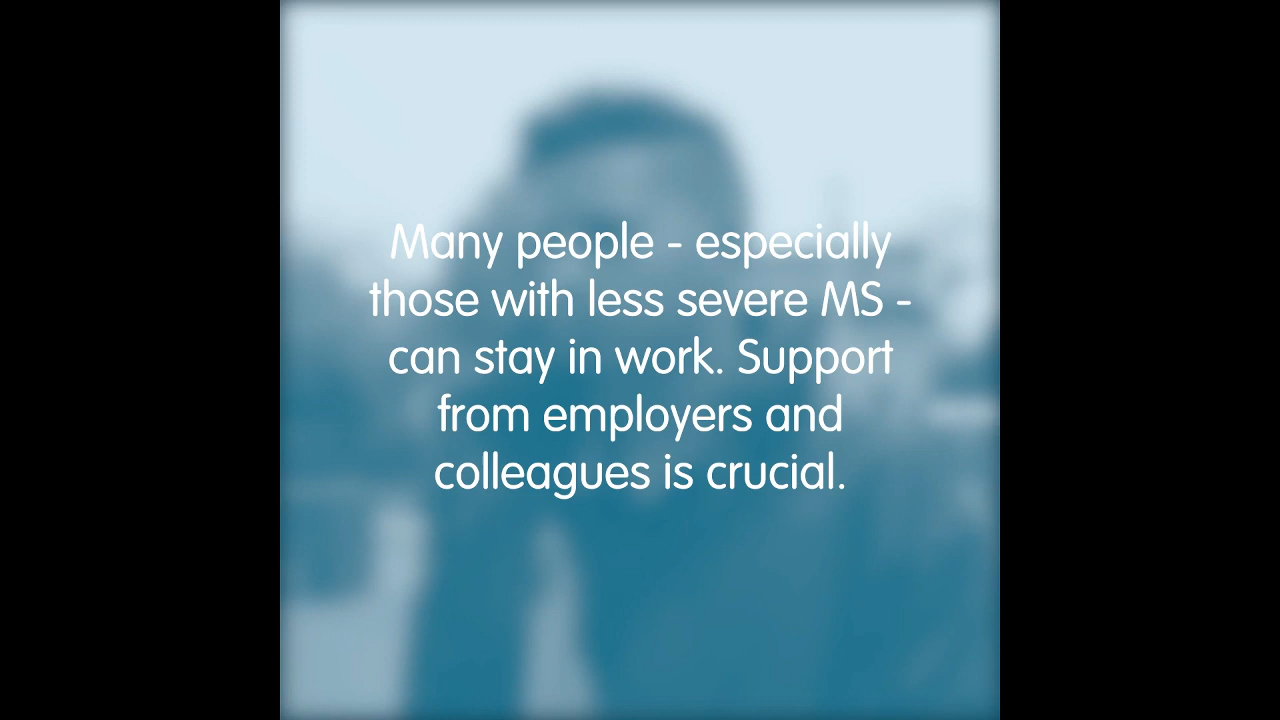 Many people - especially
those with less severe MS -
can stay in work. Support
from employers and
colleagues is crucial.